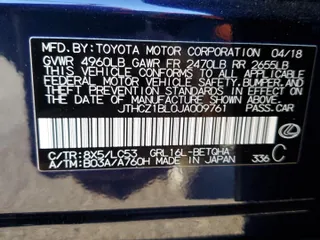 MFD. BY: TOYOTA MOTOR CORPORATION 04/18
GVWR 4960LB GAWR FR 2470LB RR 2655LB
THIS VEHICLE CONFORMS TO ALL APPLICABLE
FEDERAL MOTOR VEHICLE SAFETY, BUMPER, AND
THEFT PREVENTION STANDARDS IN EFFECT ON
THE DATE OF MANUFACTURE SHOWN ABOVE.
JTHCZ1BL0JA009761
PASS. CAR
C/TR: 8X5/LC53 GRL16L-BETQHA
A/TM: B03A/A760H MADE IN JAPAN 336 C